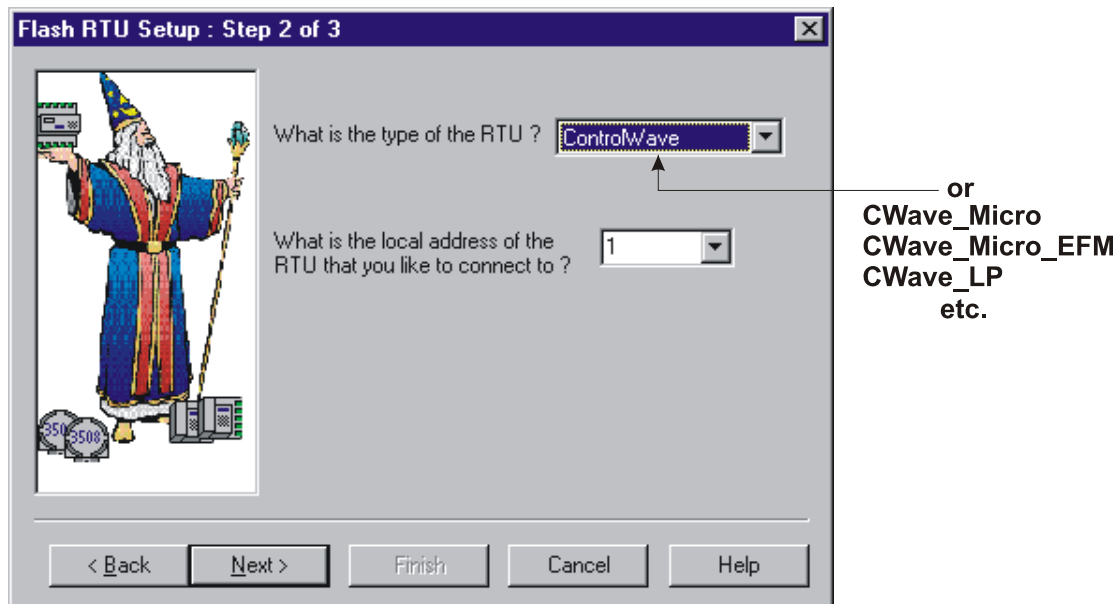 Flash RTU Setup : Step 2 of 3
What is the type of the RTU ?
ControlWave
or
CWave_Micro
CWave_Micro_EFM
CWave_LP
etc.
What is the local address of the
RTU that you like to connect to ?
1
3508
< Back
Next >
Finish
Cancel
Help